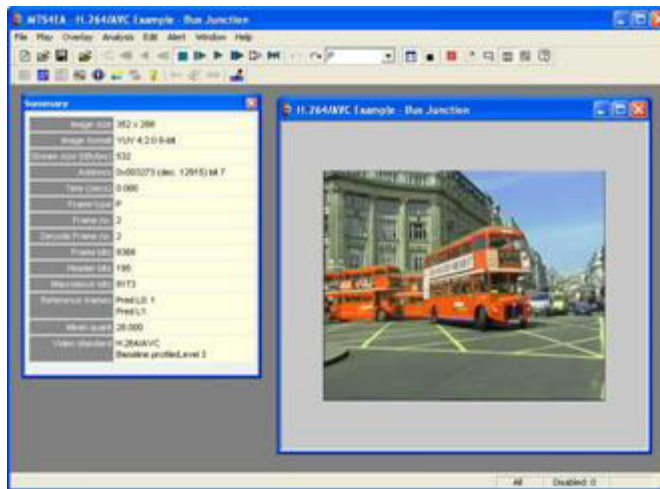 MTS4EA - H.264/AVC Example - Bus Junction
File Play Overlay Analysis Edit Alert Window Help
P
Summary
Image size 352 x 288
Image format YUV 4:2:0 8-bit
Stream size (kBytes) 532
Address 0x003273 (dec. 12915) bit 7
Time (secs) 0.080
Frame type P
Frame no. 2
Decode Frame no. 2
Frame bits 8368
Header bits 195
Macroblock bits 8173
Reference frames Pred L0: 1
Pred L1:
Mean quant 28.000
Video standard H.264/AVC
Baseline profile/Level 3
H.264/AVC Example - Bus Junction
All Disabled: 0